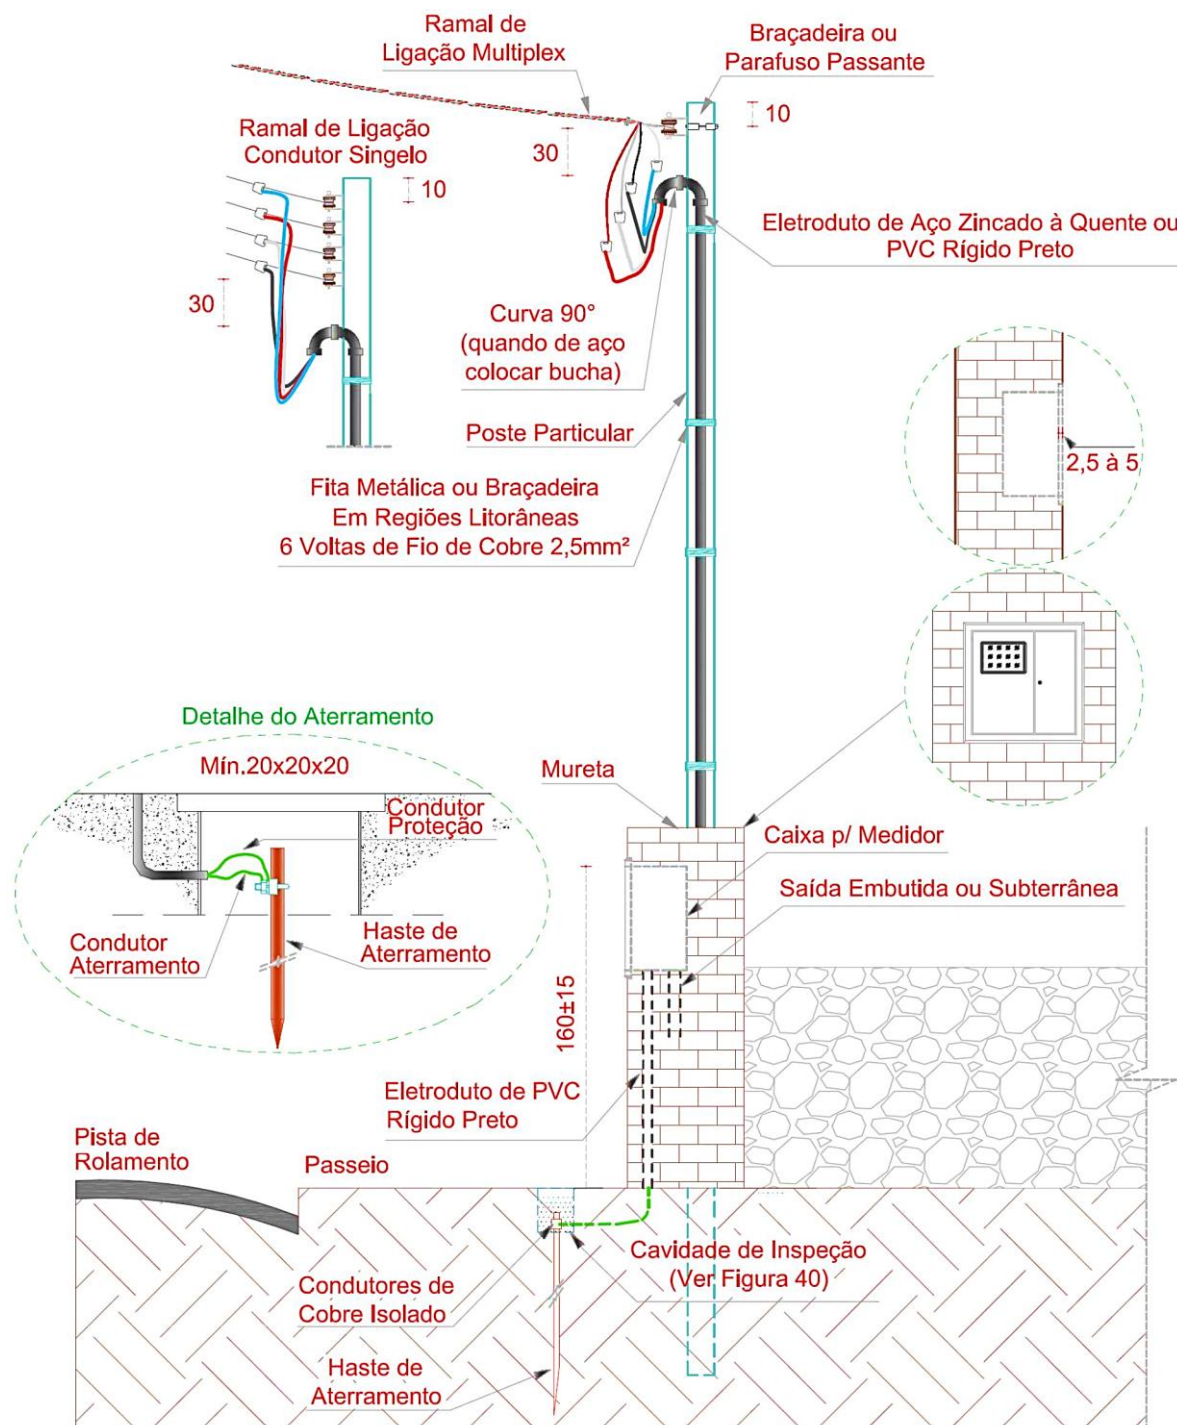 Ramal de
Ligação Multiplex
Braçadeira ou
Parafuso Passante
10
Ramal de Ligação
Condutor Singelo
30
10
Eletroduto de Aço Zincado à Quente ou
PVC Rígido Preto
30
Curva 90°
(quando de aço
colocar bucha)
Poste Particular
2,5 à 5
Fita Metálica ou Braçadeira
Em Regiões Litorâneas
6 Voltas de Fio de Cobre 2,5mm²
Detalhe do Aterramento
Mín.20x20x20
Condutor
Proteção
Condutor
Aterramento
Haste de
Aterramento
Mureta
Caixa p/ Medidor
Saída Embutida ou Subterrânea
160±15
Eletroduto de PVC
Rígido Preto
Pista de
Rolamento
Passeio
Cavidade de Inspeção
(Ver Figura 40)
Condutores de
Cobre Isolado
Haste de
Aterramento